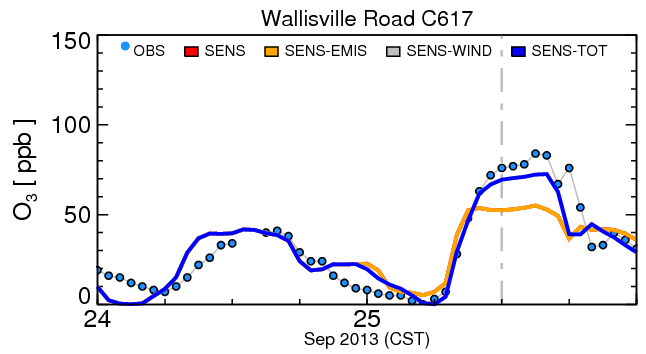 Wallisville Road C617
OBS SENS SENS-EMIS SENS-WIND SENS-TOT
150
100
50
0
O3 [ ppb ]
24 25
Sep 2013 (CST)